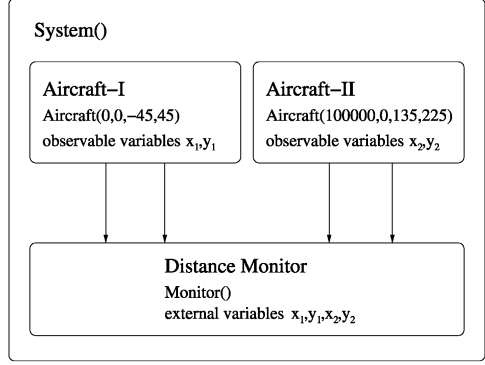 System()
Aircraft–I
Aircraft(0,0,–45,45)
observable variables x₁,y₁
Aircraft–II
Aircraft(100000,0,135,225)
observable variables x₂,y₂
Distance Monitor
Monitor()
external variables x₁,y₁,x₂,y₂